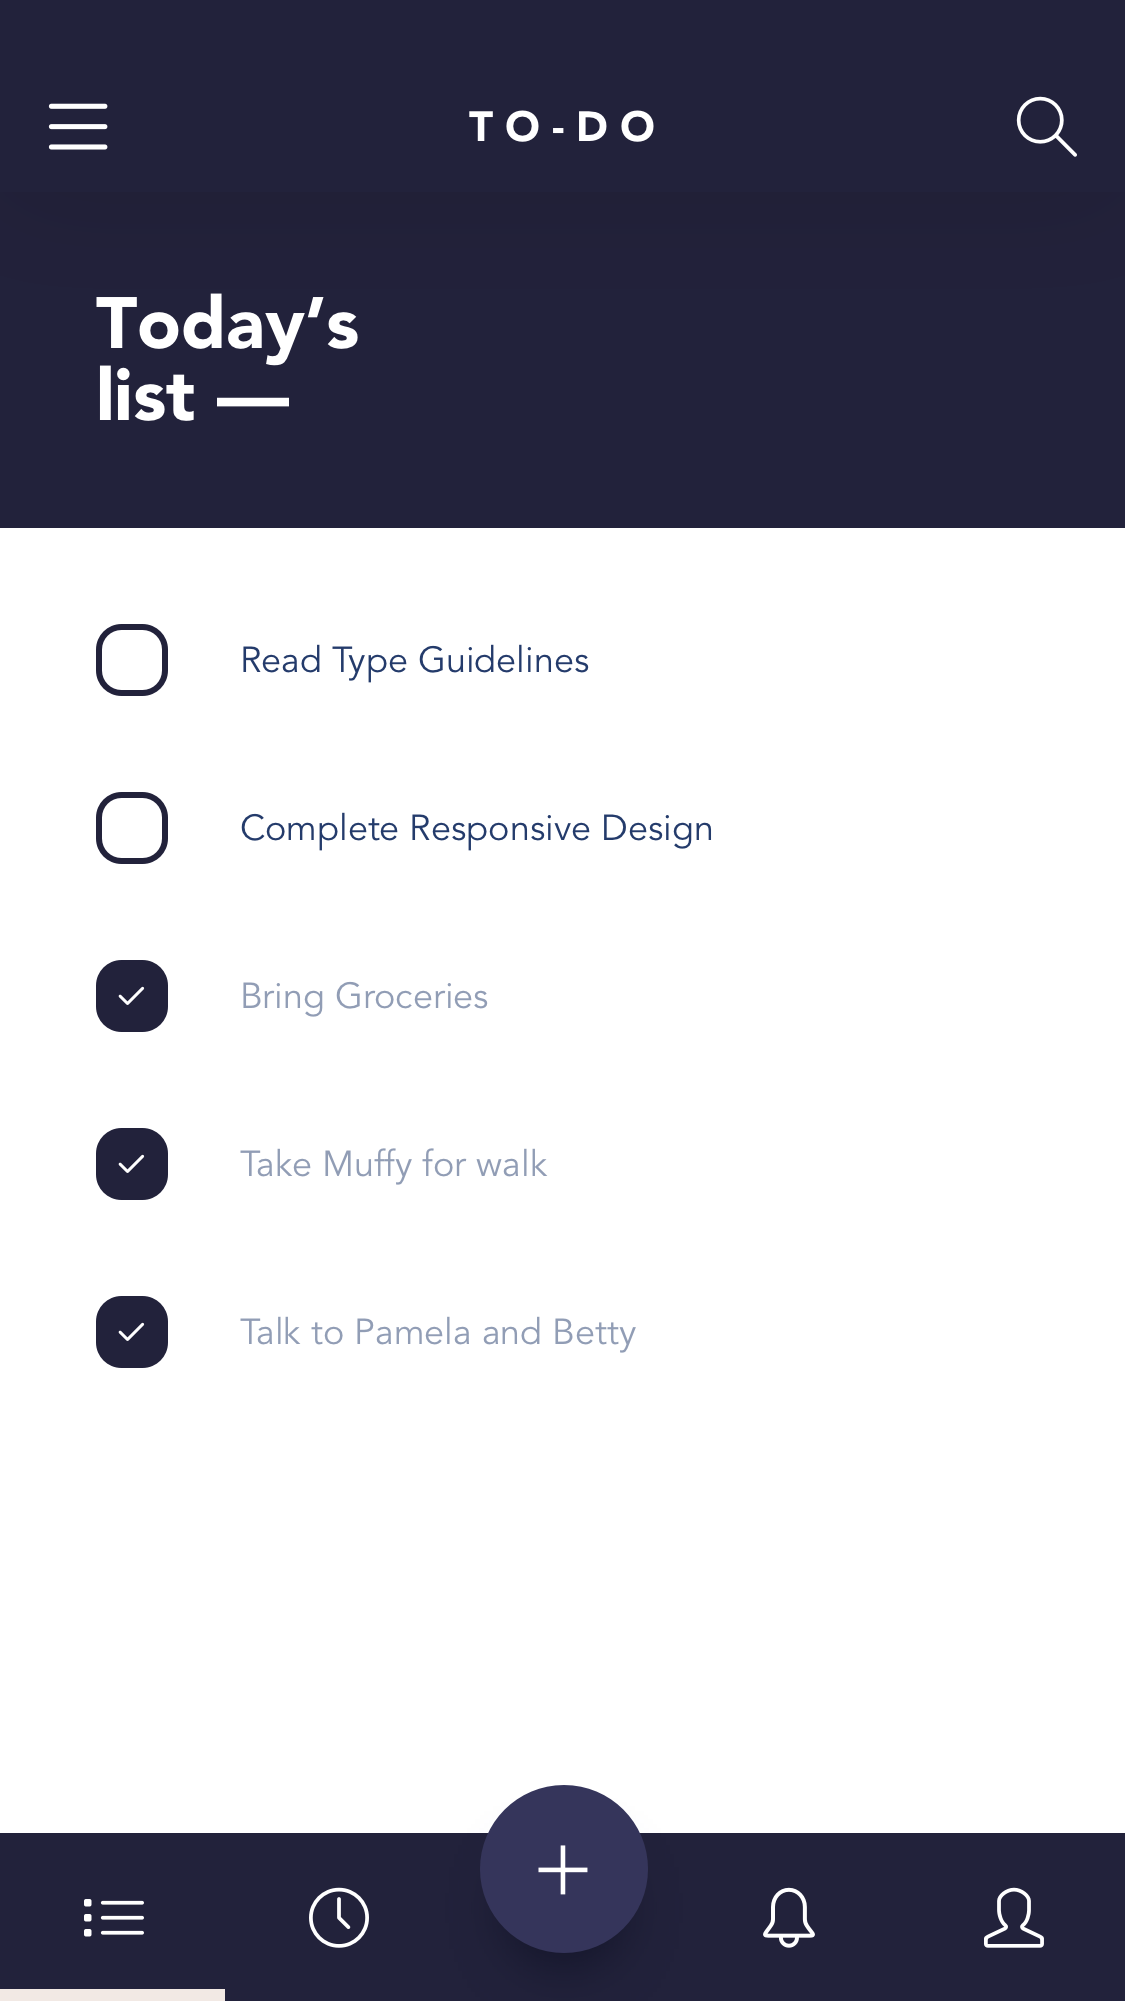 TO-DO
Today’s
list —
Read Type Guidelines
Complete Responsive Design
Bring Groceries
Take Muffy for walk
Talk to Pamela and Betty